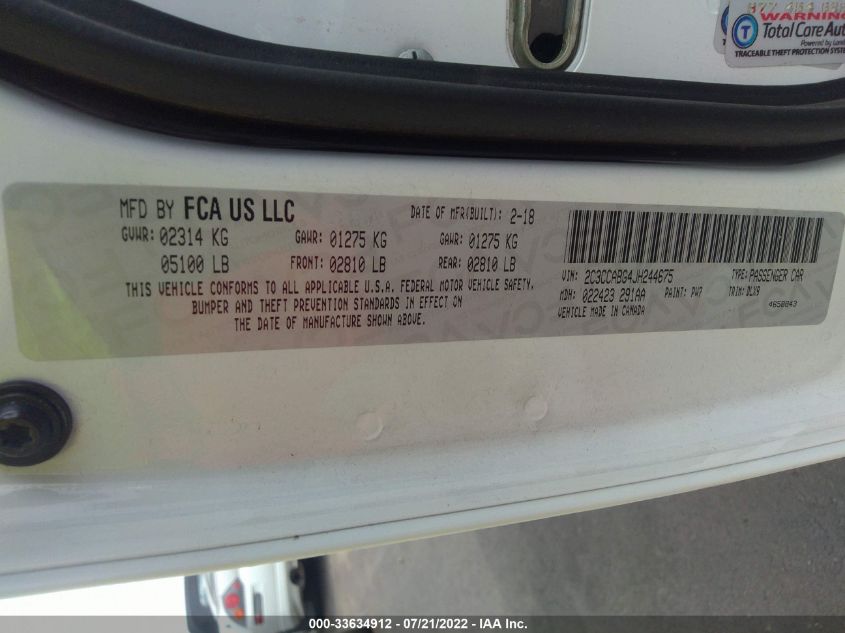 WARNING
Total Care Auto
TRACEABLE THEFT PROTECTION SYSTEM
MFD BY FCA US LLC
DATE OF MFR(BUILT): 2-18
GVWR: 02314 KG
GAWR: 01275 KG
GAWR: 01275 KG
05100 LB
FRONT: 02810 LB
REAR: 02810 LB
THIS VEHICLE CONFORMS TO ALL APPLICABLE U.S.A. FEDERAL MOTOR VEHICLE SAFETY,
BUMPER AND THEFT PREVENTION STANDARDS IN EFFECT ON
THE DATE OF MANUFACTURE SHOWN ABOVE.
VIN: 2C3CCABG4JH244675
TYPE: PASSENGER CAR
MDH: 022423 291AA
PAINT: PW7
TRIM: VLX9
VEHICLE MADE IN CANADA
4650043
000-33634912 - 07/21/2022 - IAA Inc.